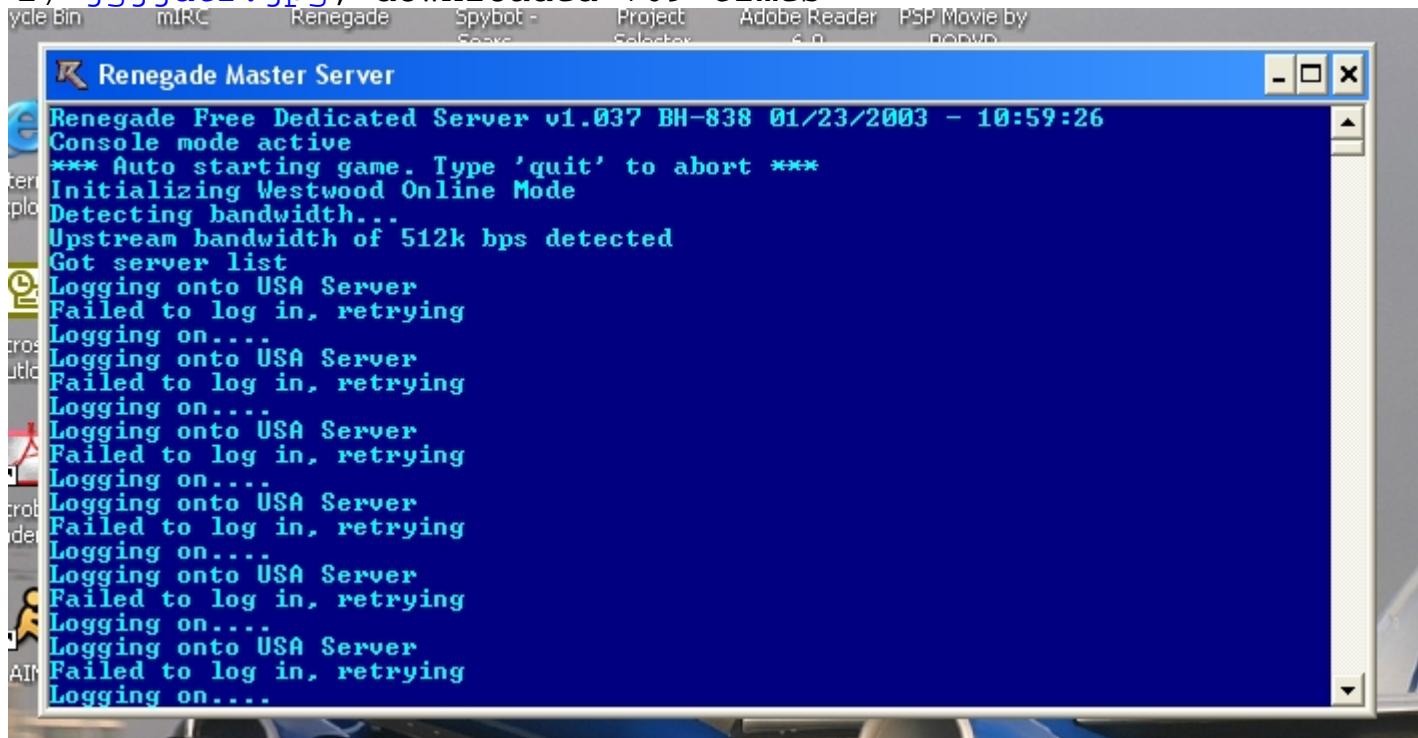 ycle Bin mIRC Renegade Spybot - Project Adobe Reader PSP Movie by
Renegade Master Server
Renegade Free Dedicated Server v1.037 BH-838 01/23/2003 - 10:59:26
Console mode active
*** Auto starting game. Type 'quit' to abort ***
Initializing Westwood Online Mode
Detecting bandwidth...
Upstream bandwidth of 512k bps detected
Got server list
Logging onto USA Server
Failed to log in, retrying
Logging on....
Logging onto USA Server
Failed to log in, retrying
Logging on....
Logging onto USA Server
Failed to log in, retrying
Logging on....
Logging onto USA Server
Failed to log in, retrying
Logging on....
Logging onto USA Server
Failed to log in, retrying
Logging on....
Logging onto USA Server
Failed to log in, retrying
Logging on....